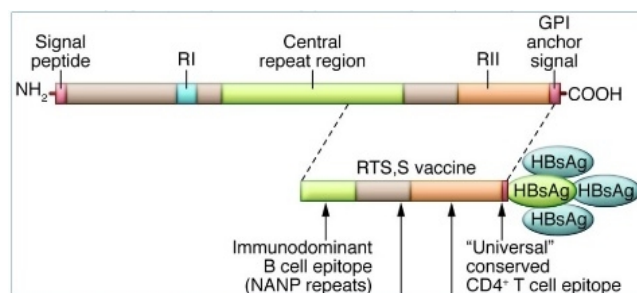 Signal
peptide
RI
Central
repeat region
RII
GPI
anchor
signal
NH2
COOH
RTS,S vaccine
HBsAg
HBsAg
HBsAg
HBsAg
Immunodominant
B cell epitope
(NANP repeats)
“Universal”
conserved
CD4+ T cell epitope